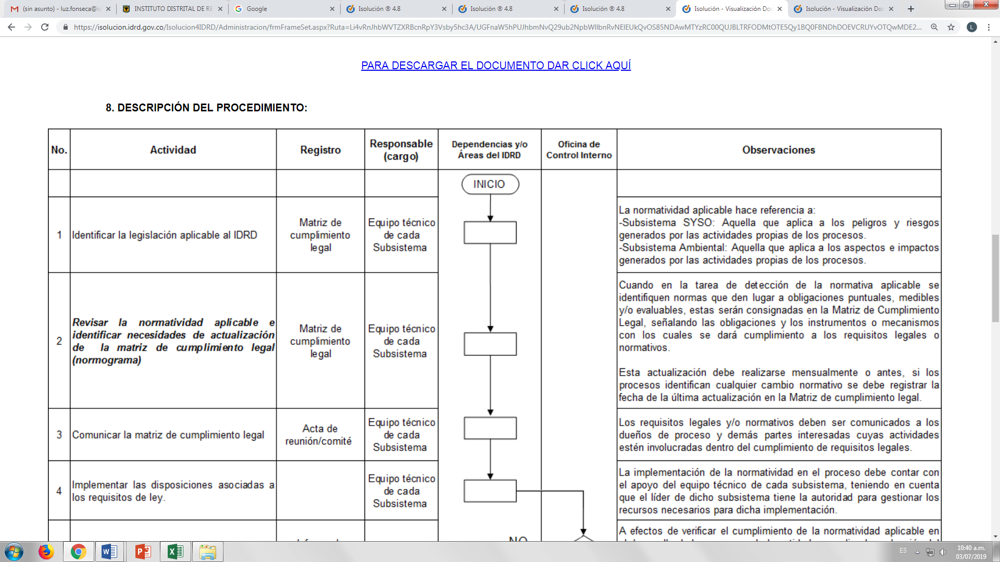 (sin asunto) - luz.fonseca@i
INSTITUTO DISTRITAL DE RE
Google
Isolución ® 4.8
Isolución ® 4.8
Isolución ® 4.8
Isolución - Visualización Doc
Isolución - Visualización Doc
https://isolucion.idrd.gov.co/Isolucion4IDRD/Administracion/frmFrameSet.aspx?Ruta=
L
PARA DESCARGAR EL DOCUMENTO DAR CLICK AQUÍ
8. DESCRIPCIÓN DEL PROCEDIMIENTO:
No.
Actividad
Registro
Responsable
(cargo)
Dependencias y/o
Áreas del IDRD
Oficina de
Control Interno
Observaciones
INICIO
1
Identificar la legislación aplicable al IDRD
Matriz de
cumplimiento
legal
Equipo técnico
de cada
Subsistema
La normatividad aplicable hace referencia a:
-Subsistema SYSO: Aquella que aplica a los peligros y riesgos
generados por las actividades propias de los procesos.
-Subsistema Ambiental: Aquella que aplica a los aspectos e impactos
generados por las actividades propias de los procesos.
2
Revisar la normatividad aplicable e
identificar necesidades de actualización
de la matriz de cumplimiento legal
(normograma)
Matriz de
cumplimiento
legal
Equipo técnico
de cada
Subsistema
Cuando en la tarea de detección de la normativa aplicable se
identifiquen normas que den lugar a obligaciones puntuales, medibles
y/o evaluables, estas serán consignadas en la Matriz de Cumplimiento
Legal, señalando las obligaciones y los instrumentos o mecanismos
con los cuales se dará cumplimiento a los requisitos legales o
normativos.
Esta actualización debe realizarse mensualmente o antes, si los
procesos identifican cualquier cambio normativo se debe registrar la
fecha de la última actualización en la Matriz de cumplimiento legal.
3
Comunicar la matriz de cumplimiento legal
Acta de
reunión/comité
Equipo técnico
de cada
Subsistema
Los requisitos legales y/o normativos deben ser comunicados a los
dueños de proceso y demás partes interesadas cuyas actividades
estén involucradas dentro del cumplimiento de requisitos legales.
4
Implementar las disposiciones asociadas a
los requisitos de ley.
Equipo técnico
de cada
Subsistema
La implementación de la normatividad en el proceso debe contar con
el apoyo del equipo técnico de cada subsistema, teniendo en cuenta
que el líder de dicho subsistema tiene la autoridad para gestionar los
recursos necesarios para dicha implementación.
NO
A efectos de verificar el cumplimiento de la normatividad aplicable en
ES
10:40 a.m.
03/07/2019